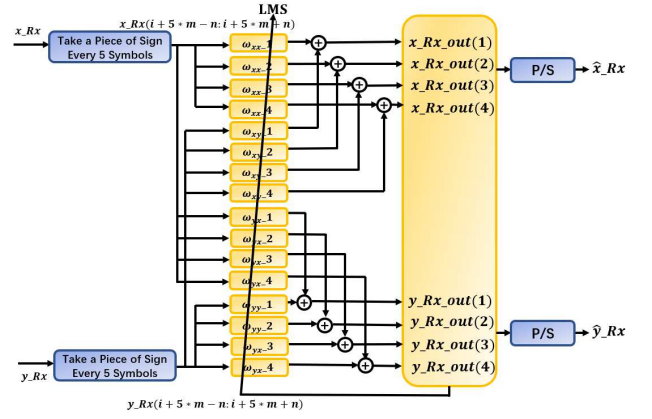 LMS
x_Rx(i + 5 * m − n: i + 5 * m + n)
x_Rx
Take a Piece of Sign
Every 5 Symbols
ω_xx_1
ω_xx_2
ω_xx_3
ω_xx_4
ω_xy_1
ω_xy_2
ω_xy_3
ω_xy_4
ω_yx_1
ω_yx_2
ω_yx_3
ω_yx_4
ω_yy_1
ω_yy_2
ω_yx_3
ω_yx_4
x_Rx_out(1)
x_Rx_out(2)
x_Rx_out(3)
x_Rx_out(4)
P/S
x̂_Rx
y_Rx_out(1)
y_Rx_out(2)
y_Rx_out(3)
y_Rx_out(4)
P/S
ŷ_Rx
Take a Piece of Sign
Every 5 Symbols
y_Rx
y_Rx(i + 5 * m − n: i + 5 * m + n)